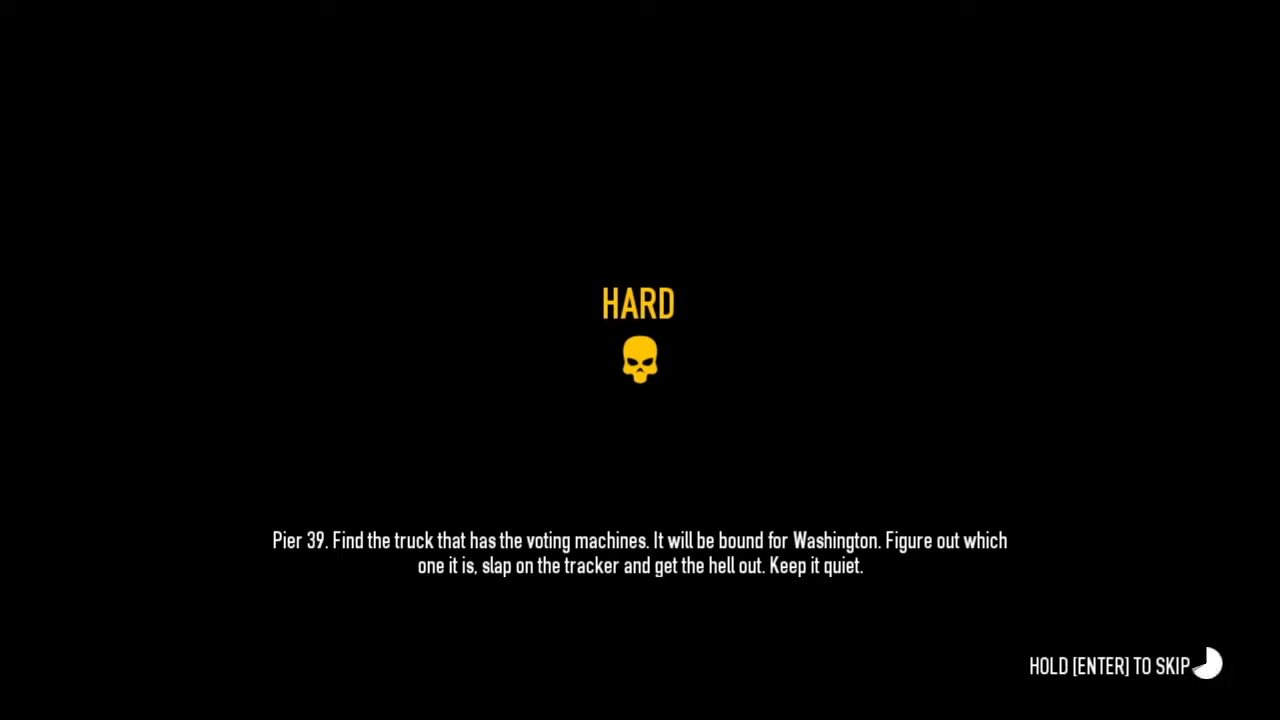 HARD
Pier 39. Find the truck that has the voting machines. It will be bound for Washington. Figure out which
one it is, slap on the tracker and get the hell out. Keep it quiet.
HOLD [ENTER] TO SKIP